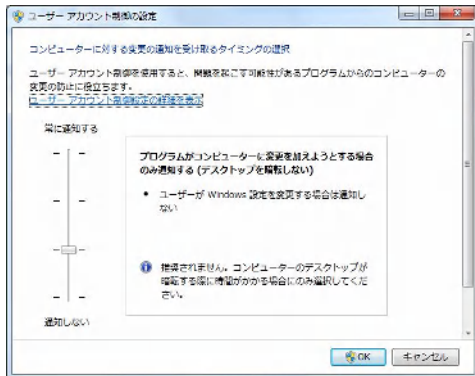 ユーザー アカウント制御の設定
コンピューターに対する変更の通知を受け取るタイミングの選択
ユーザー アカウント制御を使用すると、問題を起こす可能性があるプログラムからのコンピューターの
変更の防止に役立ちます。
ユーザー アカウント制御設定の詳細を表示
常に通知する
プログラムがコンピューターに変更を加えようとする場合
のみ通知する (デスクトップを暗転しない)
• ユーザーが Windows 設定を変更する場合は通知し
ない
推奨されません。コンピューターのデスクトップが
暗転する際に時間がかかる場合にのみ選択してくだ
さい。
通知しない
OK
キャンセル